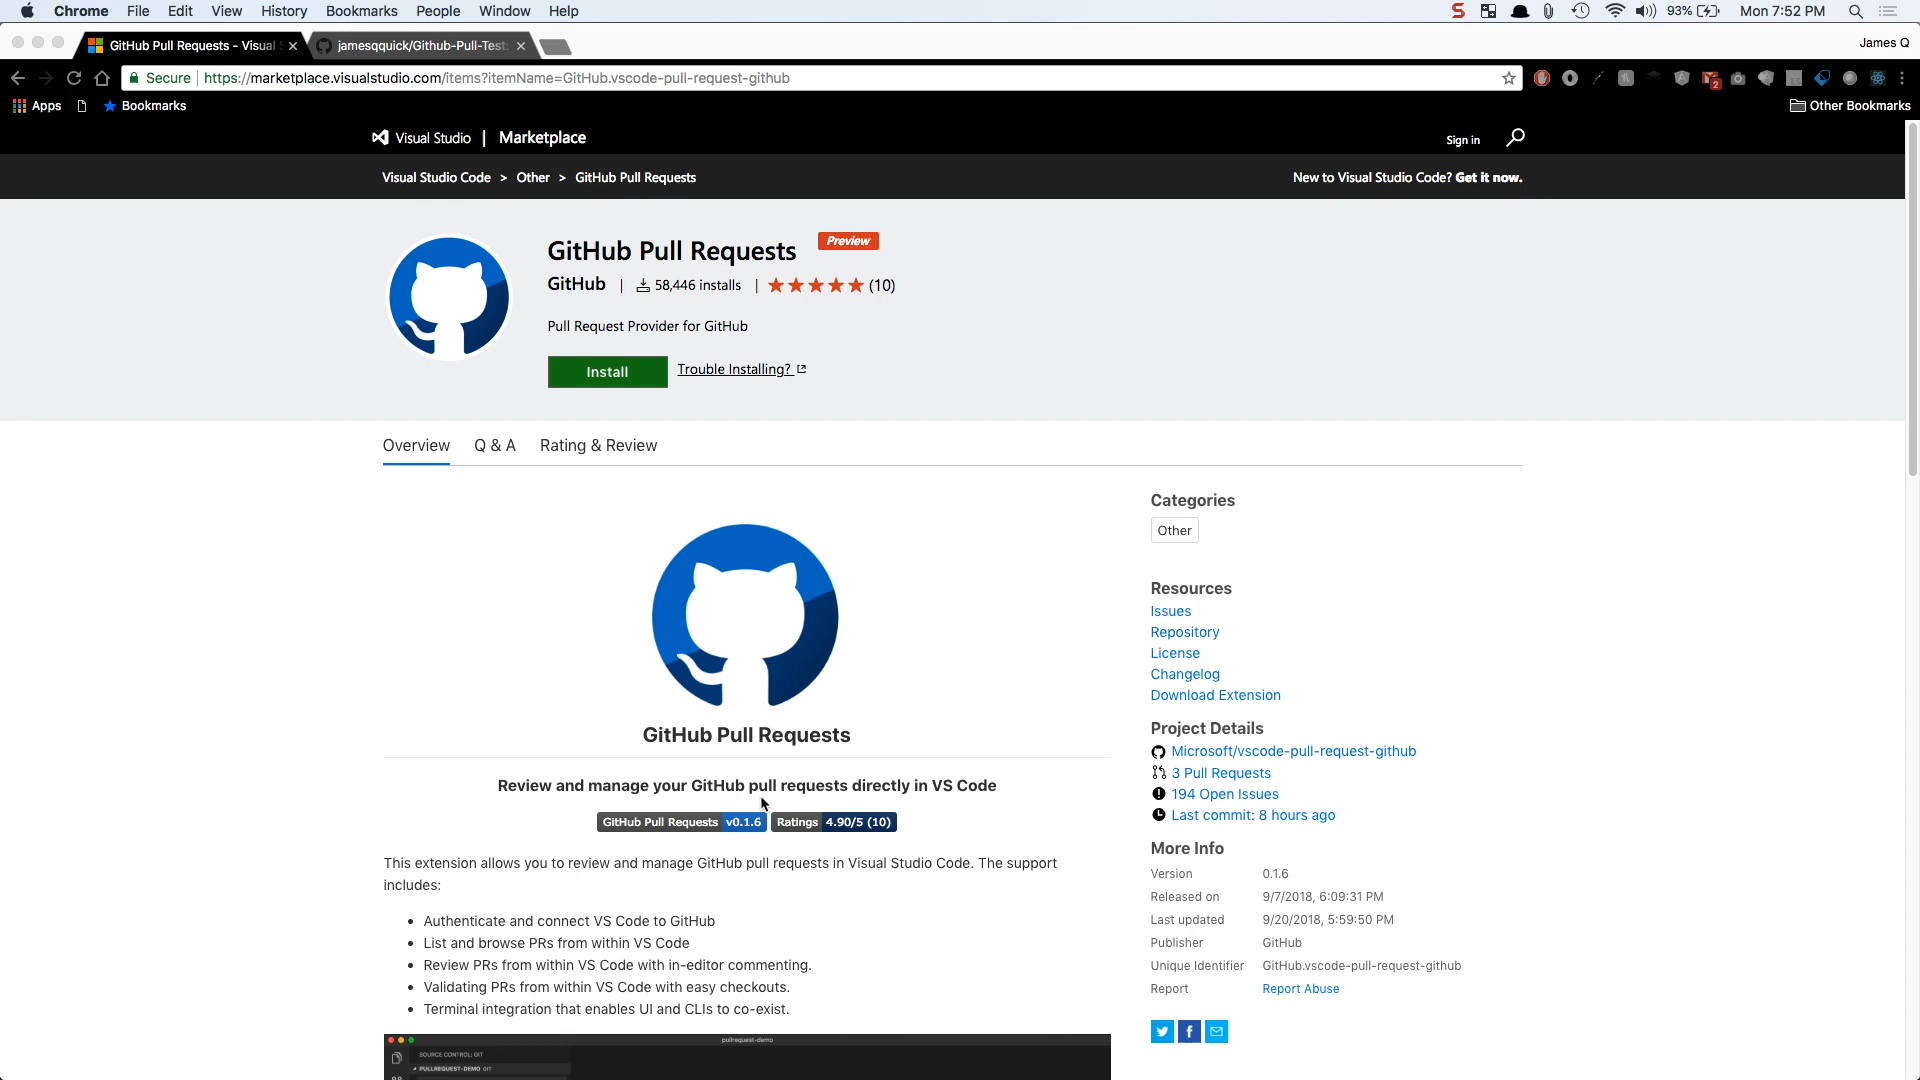 Chrome File Edit View History Bookmarks People Window Help 93% Mon 7:52 PM
GitHub Pull Requests - Visual S jamesqquick/Github-Pull-Test: James Q
Secure https://marketplace.visualstudio.com/items?itemName=GitHub.vscode-pull-request-github 2
Apps Bookmarks Other Bookmarks
Visual Studio | Marketplace Sign in
Visual Studio Code > Other > GitHub Pull Requests New to Visual Studio Code? Get it now.
GitHub Pull Requests Preview
GitHub | 58,446 installs | (10)
Pull Request Provider for GitHub
Install Trouble Installing?
Overview Q & A Rating & Review
GitHub Pull Requests
Review and manage your GitHub pull requests directly in VS Code
GitHub Pull Requests v0.1.6 Ratings 4.90/5 (10)
This extension allows you to review and manage GitHub pull requests in Visual Studio Code. The support
includes:
• Authenticate and connect VS Code to GitHub
• List and browse PRs from within VS Code
• Review PRs from within VS Code with in-editor commenting.
• Validating PRs from within VS Code with easy checkouts.
• Terminal integration that enables UI and CLIs to co-exist.
pullrequest-demo
SOURCE CONTROL: GIT
PULLREQUEST-DEMO GIT
Categories
Other
Resources
Issues
Repository
License
Changelog
Download Extension
Project Details
Microsoft/vscode-pull-request-github
3 Pull Requests
194 Open Issues
Last commit: 8 hours ago
More Info
Version 0.1.6
Released on 9/7/2018, 6:09:31 PM
Last updated 9/20/2018, 5:59:50 PM
Publisher GitHub
Unique Identifier GitHub.vscode-pull-request-github
Report Report Abuse